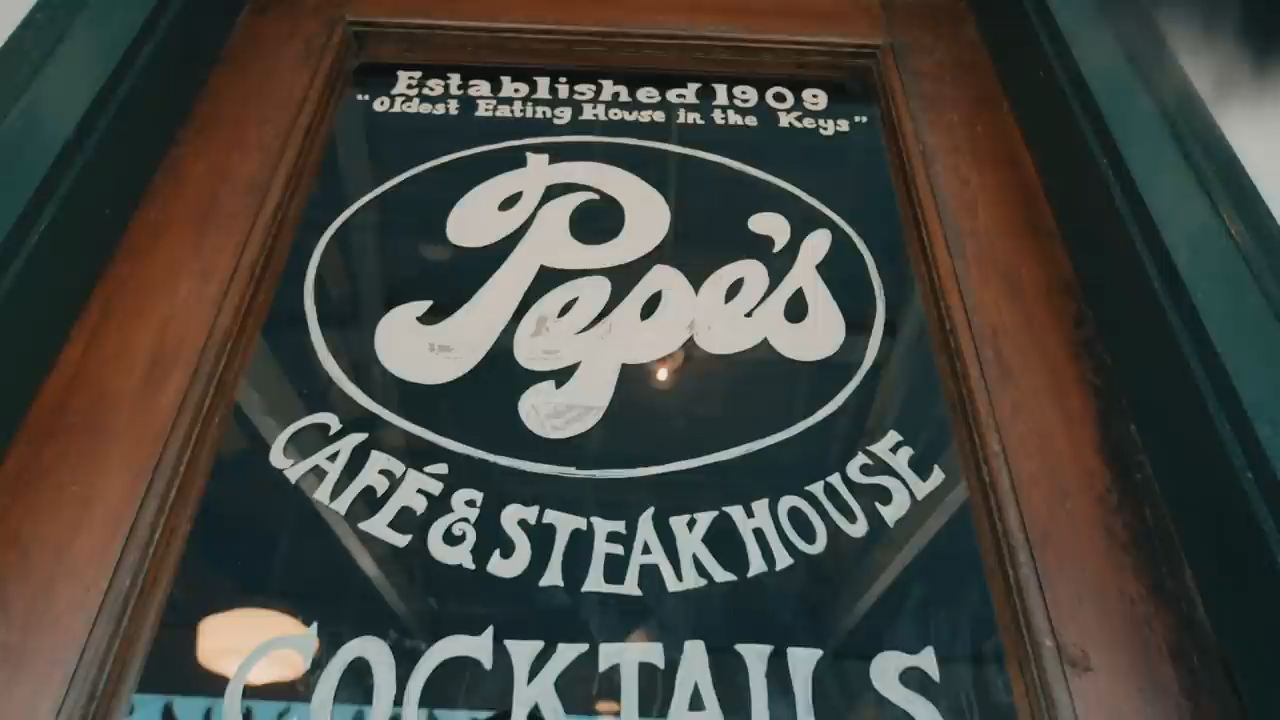 Established 1909
"Oldest Eating House in the Keys"
Pepe's
CAFÉ & STEAKHOUSE
COCKTAILS